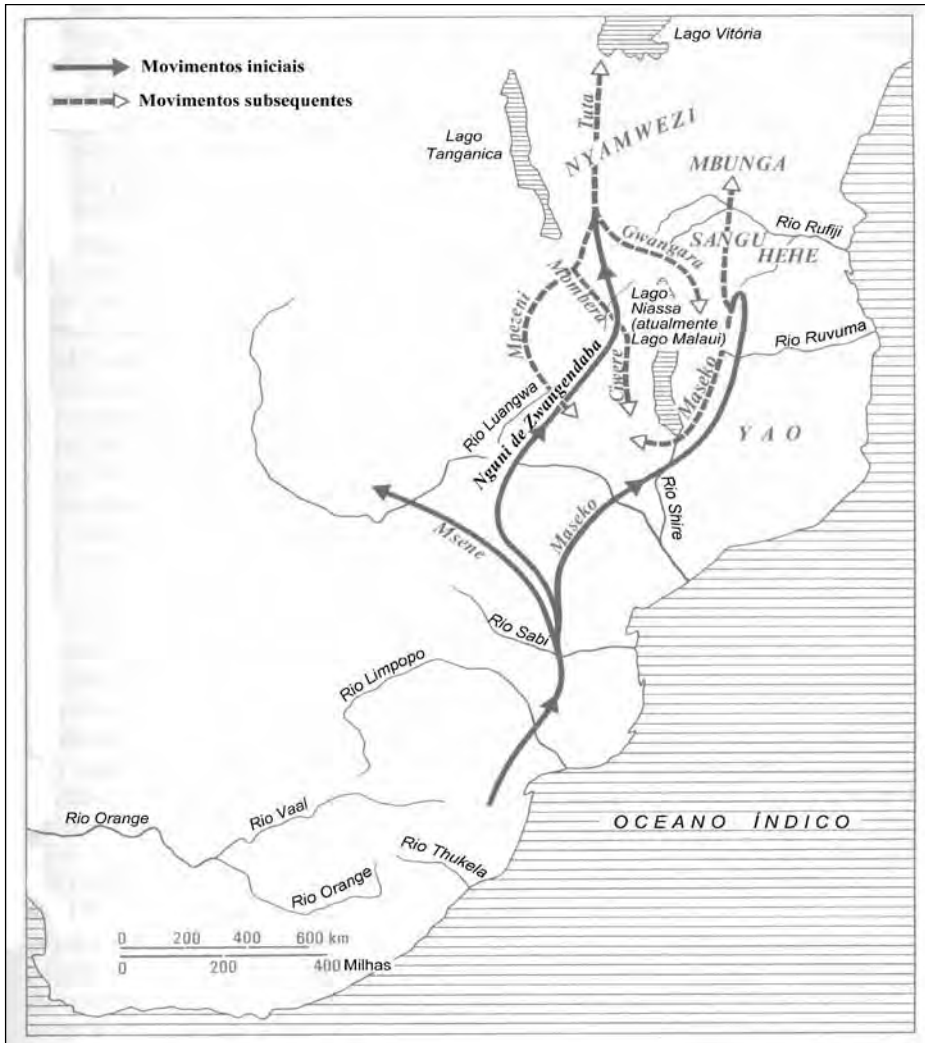 Lago Vitória
Movimentos iniciais
Movimentos subsequentes
Tuta
Lago
Tanganica
NYAMWEZI
MBUNGA
Rio Rufiji
Gwangara
SANGU
HEHE
Mpezeni
Mombera
Lago
Niassa
(atualmente
Lago Malaui)
Rio Ruvuma
Ciwere
Maseko
Rio Luangwa
Nguni de Zwangendaba
YAO
Msene
Maseko
Rio Shire
Rio Sabi
Rio Limpopo
Rio Orange
Rio Vaal
OCEANO ÍNDICO
Rio Thukela
Rio Orange
0 200 400 600 km
0 200 400 Milhas